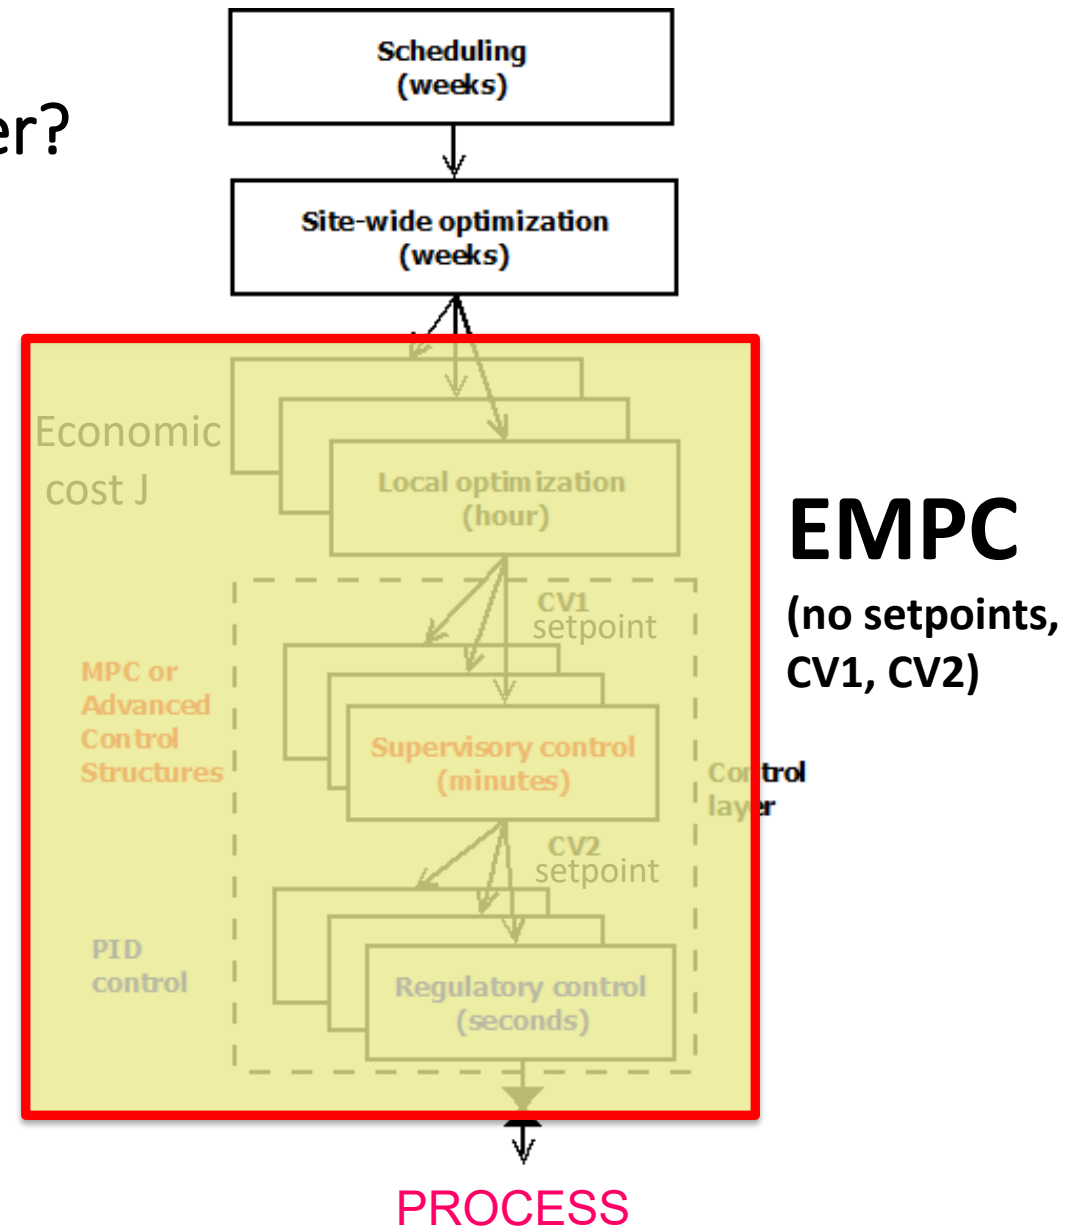 Scheduling
(weeks)
er?
Site-wide optimization
(weeks)
Economic
cost J
Local optimization
(hour)
EMPC
(no setpoints,
CV1, CV2)
CV1
setpoint
MPC or
Advanced
Control
Structures
Supervisory control
(minutes)
Control
layer
CV2
setpoint
PID
control
Regulatory control
(seconds)
PROCESS